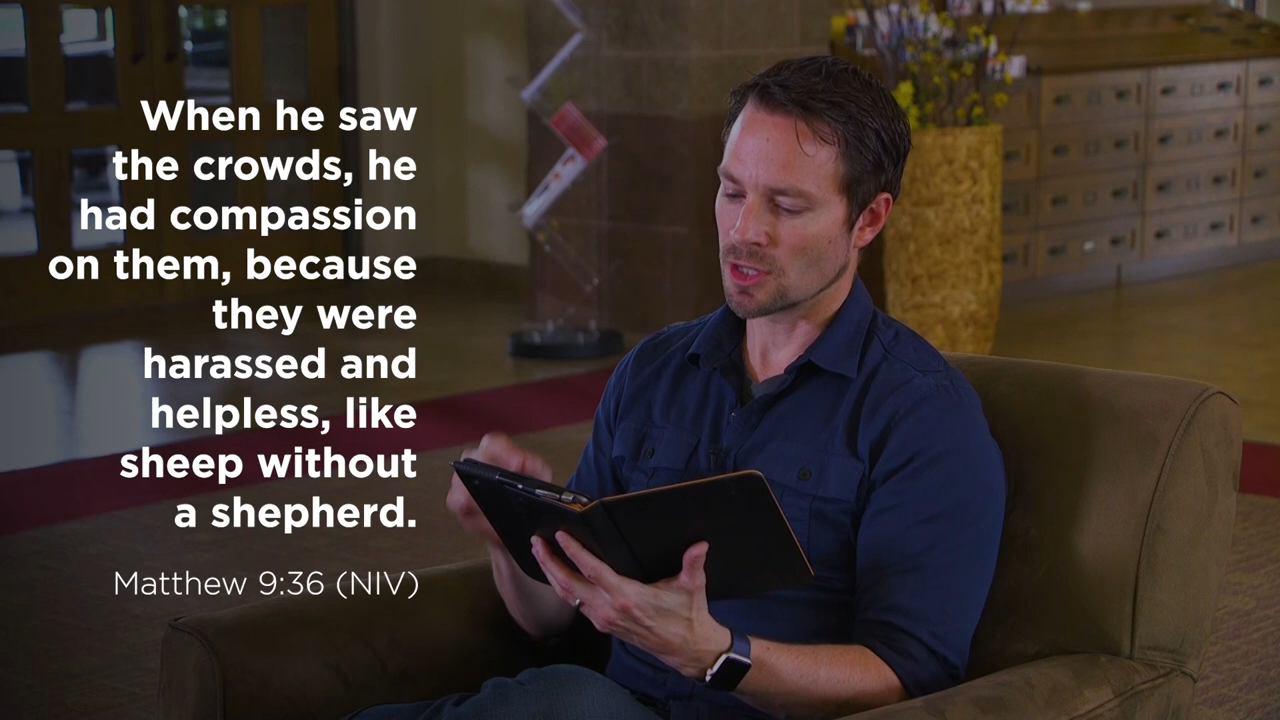 When he saw
the crowds, he
had compassion
on them, because
they were
harassed and
helpless, like
sheep without
a shepherd.
Matthew 9:36 (NIV)